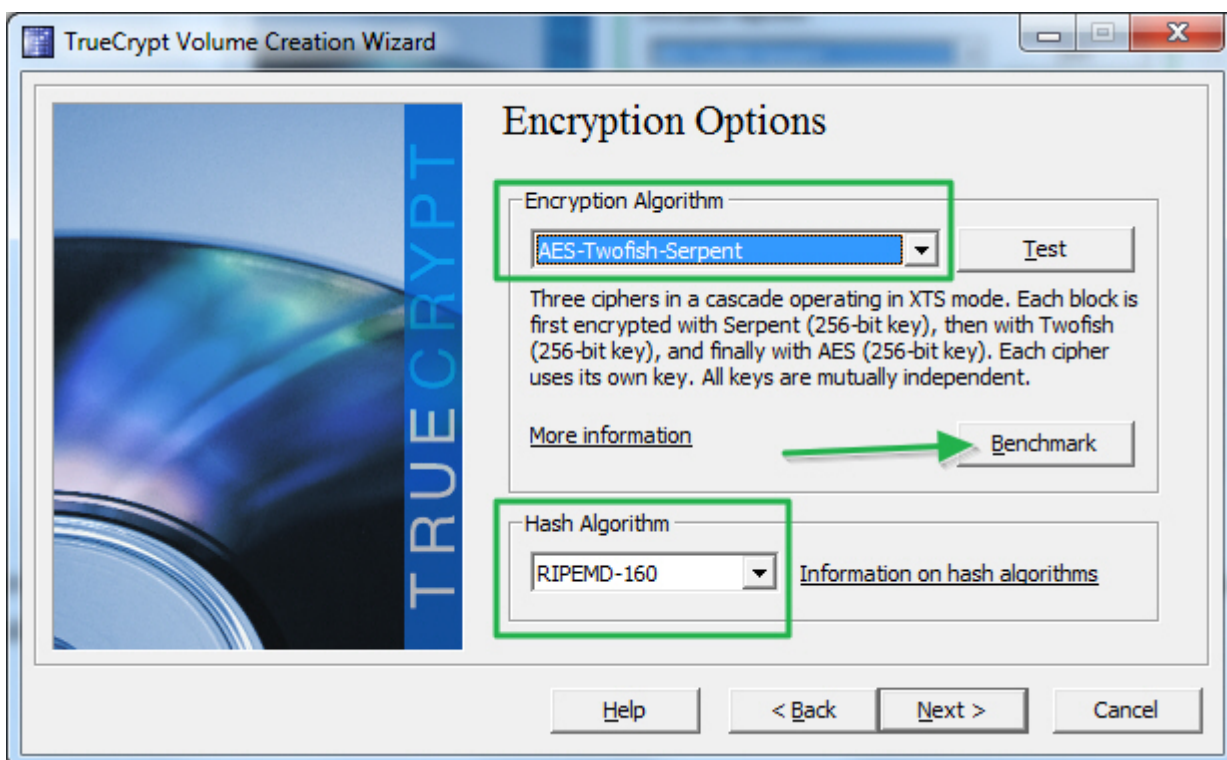 TrueCrypt Volume Creation Wizard
TRUECRYPT
Encryption Options
Encryption Algorithm
AES-Twofish-Serpent
Test
Three ciphers in a cascade operating in XTS mode. Each block is
first encrypted with Serpent (256-bit key), then with Twofish
(256-bit key), and finally with AES (256-bit key). Each cipher
uses its own key. All keys are mutually independent.
More information
Benchmark
Hash Algorithm
RIPEMD-160
Information on hash algorithms
Help
< Back
Next >
Cancel